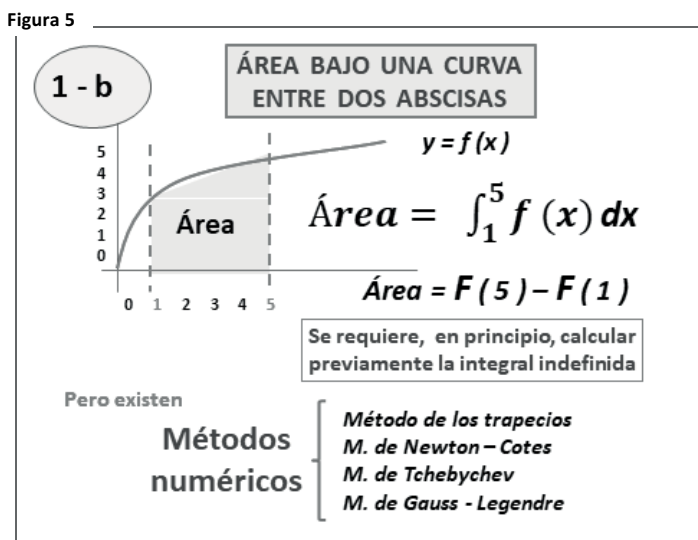 Figura 5
1 - b
ÁREA BAJO UNA CURVA
ENTRE DOS ABSCISAS
y = f (x)
5
4
3
2
1
0
Área
Área = ∫₁⁵ f (x) dx
0 1 2 3 4 5
Área = F ( 5 ) – F ( 1 )
Se requiere, en principio, calcular
previamente la integral indefinida
Pero existen
Métodos
numéricos
Método de los trapecios
M. de Newton – Cotes
M. de Tchebychev
M. de Gauss - Legendre